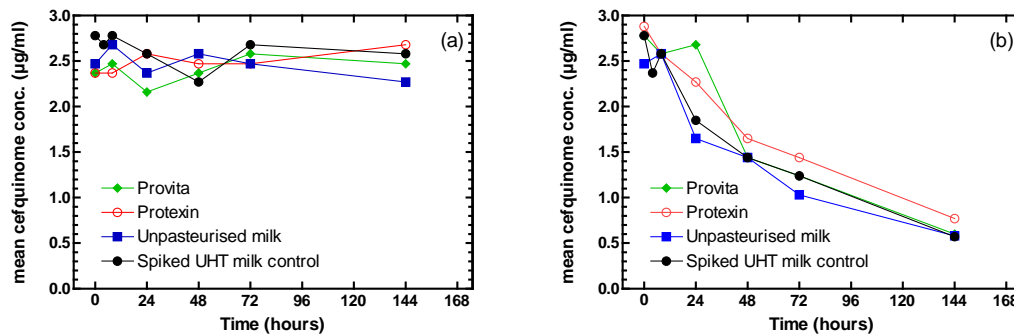 mean cefquinome conc. (µg/ml)
3.0
2.5
2.0
1.5
1.0
0.5
0.0
(a)
Provita
Protexin
Unpasteurised milk
Spiked UHT milk control
0 24 48 72 96 120 144 168
Time (hours)
mean cefquinome conc. (µg/ml)
3.0
2.5
2.0
1.5
1.0
0.5
0.0
(b)
Provita
Protexin
Unpasteurised milk
Spiked UHT milk control
0 24 48 72 96 120 144 168
Time (hours)